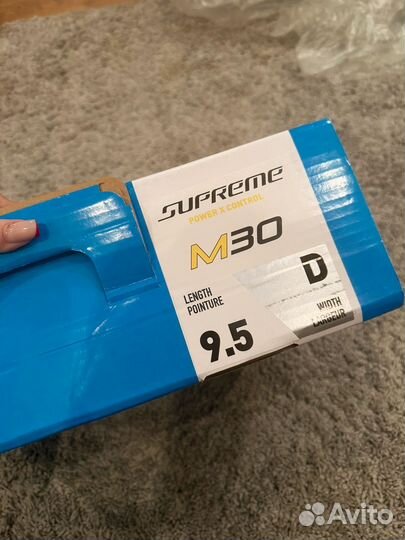 SUPREME
POWER X CONTROL
M30
LENGTH
POINTURE
9.5
D
WIDTH
LARGEUR
Avito